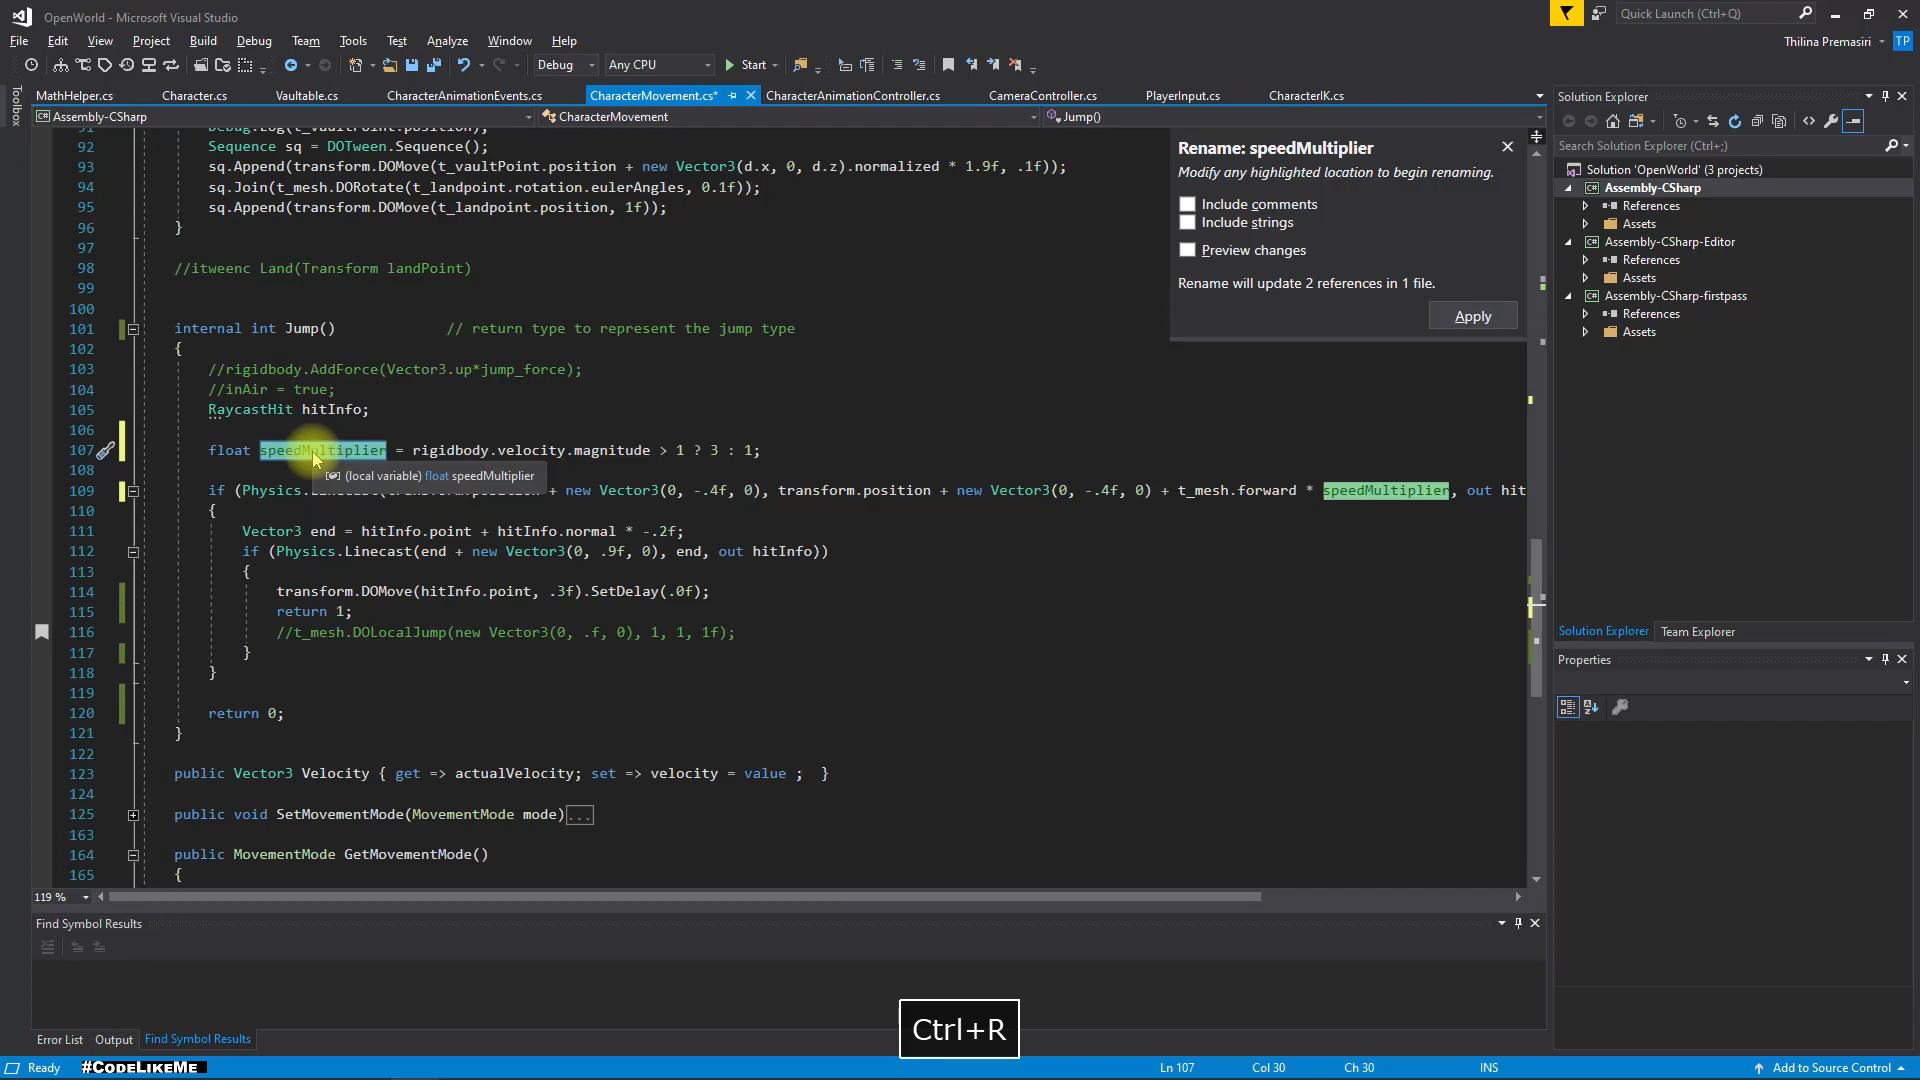 OpenWorld - Microsoft Visual Studio
Quick Launch (Ctrl+Q)
File Edit View Project Build Debug Team Tools Test Analyze Window Help
Thilina Premasiri TP
Debug Any CPU Start
Toolbox
MathHelper.cs Character.cs Vaultable.cs CharacterAnimationEvents.cs CharacterMovement.cs* CharacterAnimationController.cs CameraController.cs PlayerInput.cs CharacterIK.cs
Assembly-CSharp CharacterMovement Jump()
91 Debug.Log(t_vaultPoint.position);
92 Sequence sq = DOTween.Sequence();
93 sq.Append(transform.DOMove(t_vaultPoint.position + new Vector3(d.x, 0, d.z).normalized * 1.9f, .1f));
94 sq.Join(t_mesh.DORotate(t_landpoint.rotation.eulerAngles, 0.1f));
95 sq.Append(transform.DOMove(t_landpoint.position, 1f));
96 }
97
98 //itweenc Land(Transform landPoint)
99
100
101 internal int Jump() // return type to represent the jump type
102 {
103 //rigidbody.AddForce(Vector3.up*jump_force);
104 //inAir = true;
105 RaycastHit hitInfo;
106
107 float speedMultiplier = rigidbody.velocity.magnitude > 1 ? 3 : 1;
(local variable) float speedMultiplier
108
109 if (Physics. + new Vector3(0, -.4f, 0), transform.position + new Vector3(0, -.4f, 0) + t_mesh.forward * speedMultiplier, out hit
110 {
111 Vector3 end = hitInfo.point + hitInfo.normal * -.2f;
112 if (Physics.Linecast(end + new Vector3(0, .9f, 0), end, out hitInfo))
113 {
114 transform.DOMove(hitInfo.point, .3f).SetDelay(.0f);
115 return 1;
116 //t_mesh.DOLocalJump(new Vector3(0, .f, 0), 1, 1, 1f);
117 }
118 }
119
120 return 0;
121 }
122
123 public Vector3 Velocity { get => actualVelocity; set => velocity = value ; }
124
125 public void SetMovementMode(MovementMode mode)...
163
164 public MovementMode GetMovementMode()
165 {
119 %
Rename: speedMultiplier
Modify any highlighted location to begin renaming.
Include comments
Include strings
Preview changes
Rename will update 2 references in 1 file.
Apply
Solution Explorer
Search Solution Explorer (Ctrl+;)
Solution 'OpenWorld' (3 projects)
C# Assembly-CSharp
References
Assets
C# Assembly-CSharp-Editor
References
Assets
C# Assembly-CSharp-firstpass
References
Assets
Solution Explorer Team Explorer
Properties
Find Symbol Results
Ctrl+R
Error List Output Find Symbol Results
Ready #CODELIKEME Ln 107 Col 30 Ch 30 INS Add to Source Control